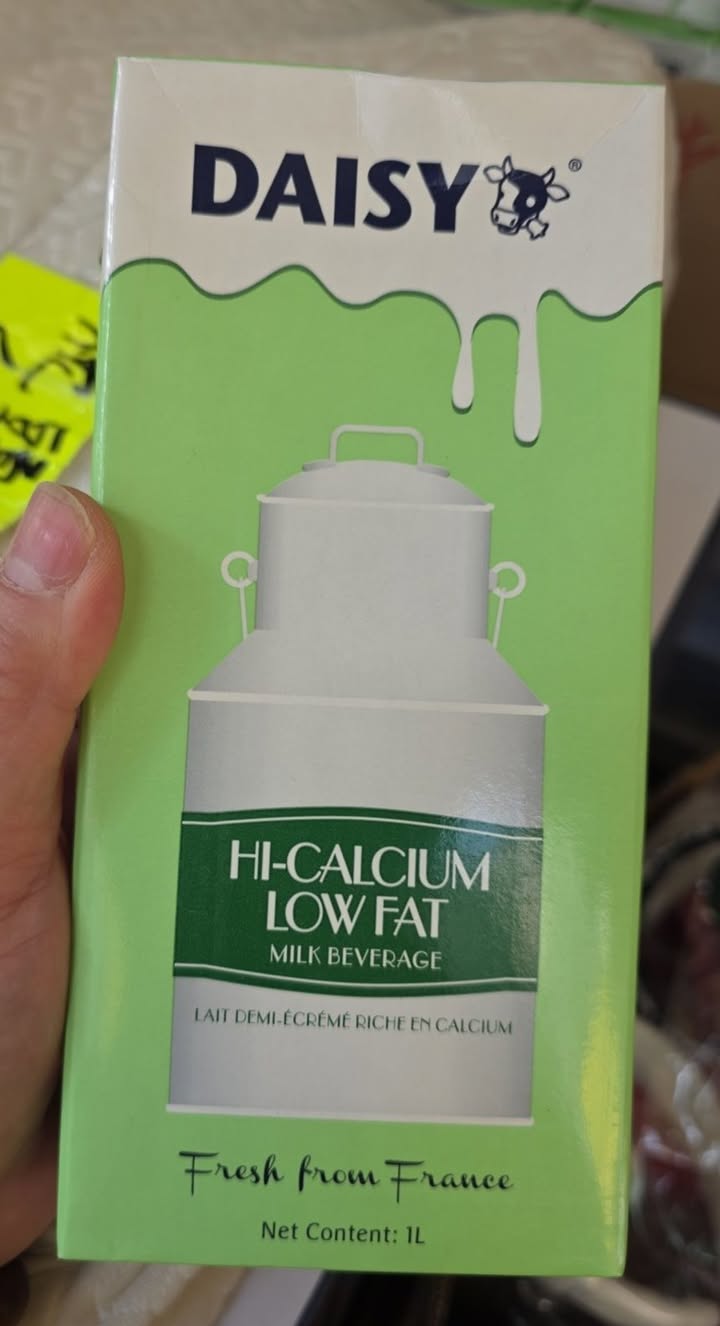 DAISY®
HI-CALCIUM
LOW FAT
MILK BEVERAGE
LAIT DEMI-ÉCRÉMÉ RICHE EN CALCIUM
Fresh from France
Net Content: 1L